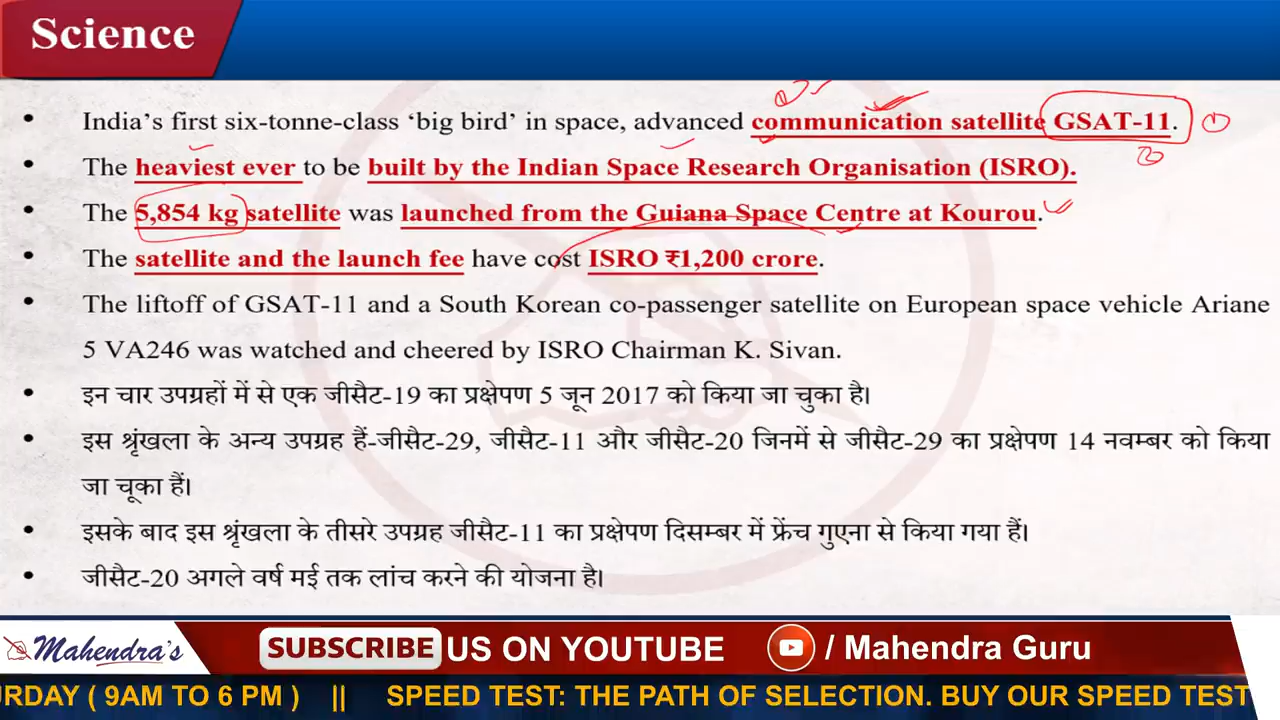 Science
• India's first six-tonne-class ‘big bird’ in space, advanced communication satellite GSAT-11. 1
2
• The heaviest ever to be built by the Indian Space Research Organisation (ISRO).
• The 5,854 kg satellite was launched from the Guiana Space Centre at Kourou.
• The satellite and the launch fee have cost ISRO ₹1,200 crore.
• The liftoff of GSAT-11 and a South Korean co-passenger satellite on European space vehicle Ariane
5 VA246 was watched and cheered by ISRO Chairman K. Sivan.
• इन चार उपग्रहों में से एक जीसैट-19 का प्रक्षेपण 5 जून 2017 को किया जा चुका है।
• इस श्रृंखला के अन्य उपग्रह हैं-जीसैट-29, जीसैट-11 और जीसैट-20 जिनमें से जीसैट-29 का प्रक्षेपण 14 नवम्बर को किया
जा चूका हैं।
• इसके बाद इस श्रृंखला के तीसरे उपग्रह जीसैट-11 का प्रक्षेपण दिसम्बर में फ्रेंच गुएना से किया गया हैं।
• जीसैट-20 अगले वर्ष मई तक लांच करने की योजना है।
Mahendra's SUBSCRIBE US ON YOUTUBE / Mahendra Guru
URDAY ( 9AM TO 6 PM ) || SPEED TEST: THE PATH OF SELECTION. BUY OUR SPEED TEST